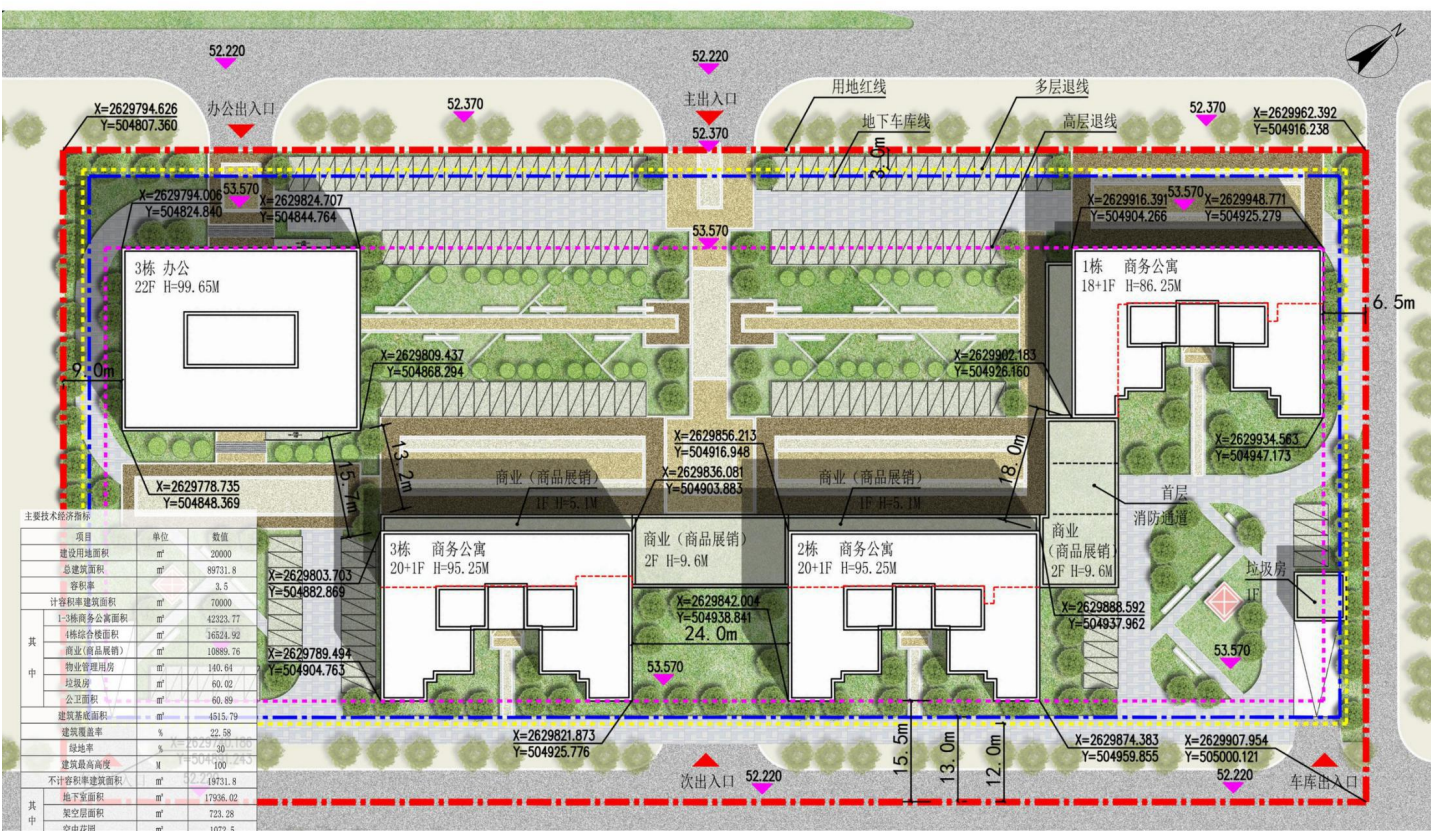 N
52.220
52.220
X=2629794.626
Y=504807.360
办公出入口
52.370
主出入口
52.370
用地红线
地下车库线
多层退线
高层退线
52.370
X=2629962.392
Y=504916.238
3.0m
X=2629794.006
Y=504824.840
53.570
X=2629824.707
Y=504844.764
53.570
X=2629916.391
Y=504904.266
53.570
X=2629948.771
Y=504925.279
3栋 办公
22F H=99.65M
1栋 商务公寓
18+1F H=86.25M
6.5m
9.0m
X=2629809.437
Y=504868.294
X=2629902.183
Y=504926.160
X=2629778.735
Y=504848.369
15.7m
13.2m
X=2629856.213
Y=504916.948
X=2629836.081
Y=504903.883
18.0m
X=2629934.563
Y=504947.173
商业（商品展销）
1F H=5.1M
商业（商品展销）
1F H=5.1M
首层
消防通道
3栋 商务公寓
20+1F H=95.25M
商业（商品展销）
2F H=9.6M
2栋 商务公寓
20+1F H=95.25M
商业
（商品展销）
2F H=9.6M
垃圾房
1F
X=2629803.703
Y=504882.869
X=2629842.004
Y=504938.841
24.0m
X=2629888.592
Y=504937.962
X=2629789.494
Y=504904.763
53.570
53.570
X=2629821.873
Y=504925.776
15.5m
13.0m
12.0m
X=2629874.383
Y=504959.855
X=2629907.954
Y=505000.121
次出入口
52.220
52.220
车库出入口
主要技术经济指标
项目 单位 数值
建设用地面积 ㎡ 20000
总建筑面积 ㎡ 89731.8
容积率 3.5
计容积率建筑面积 ㎡ 70000
其中
1-3栋商务公寓面积 ㎡ 42323.77
4栋综合楼面积 ㎡ 16524.92
商业(商品展销) ㎡ 10889.76
物业管理用房 ㎡ 140.64
垃圾房 ㎡ 60.02
公卫面积 ㎡ 60.89
建筑基底面积 ㎡ 4515.79
建筑覆盖率 % 22.58
绿地率 % 30
建筑最高高度 M 100
不计容积率建筑面积 ㎡ 19731.8
其中
地下室面积 ㎡ 17936.02
架空层面积 ㎡ 723.28
空中花园 ㎡ 1072.5